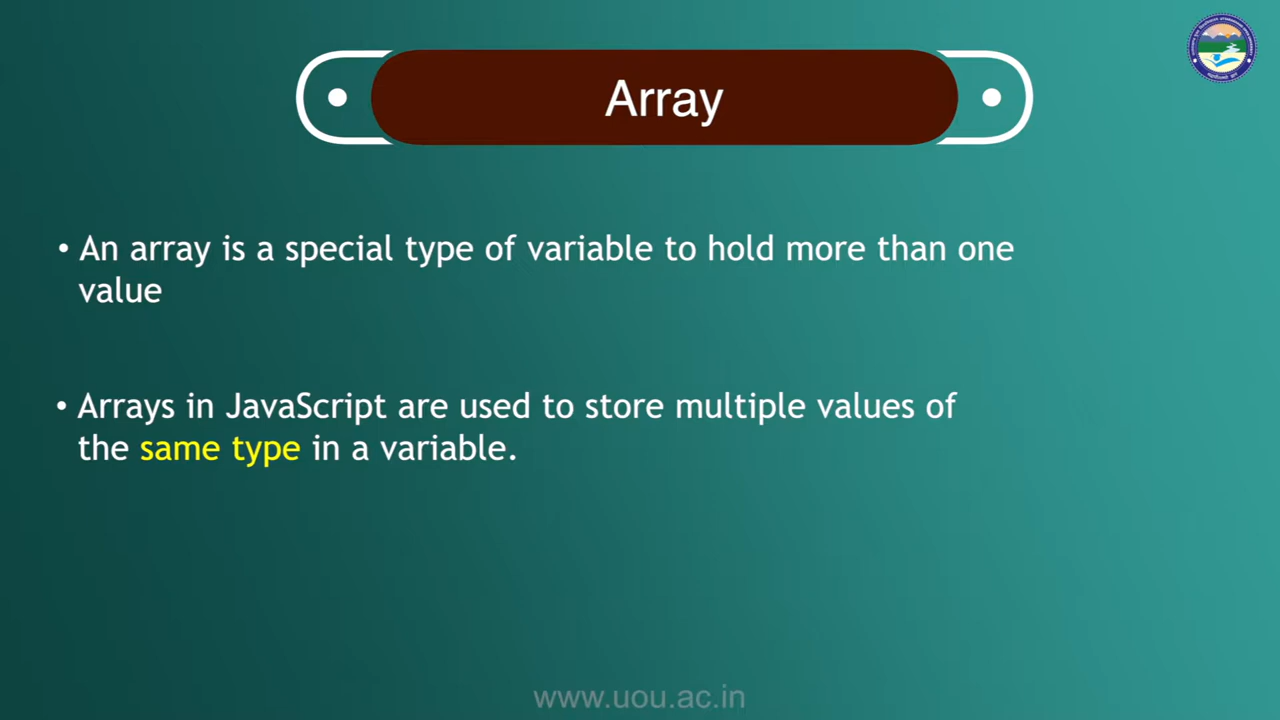 Array
• An array is a special type of variable to hold more than one
value
• Arrays in JavaScript are used to store multiple values of
the same type in a variable.
www.uou.ac.in